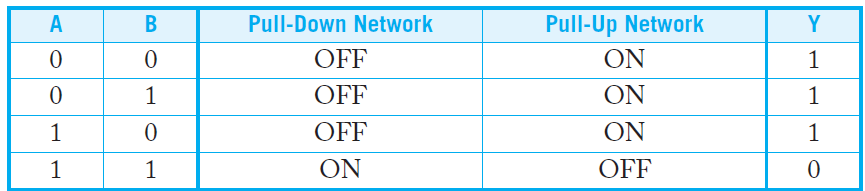 A B Pull-Down Network Pull-Up Network Y
0 0 OFF ON 1
0 1 OFF ON 1
1 0 OFF ON 1
1 1 ON OFF 0